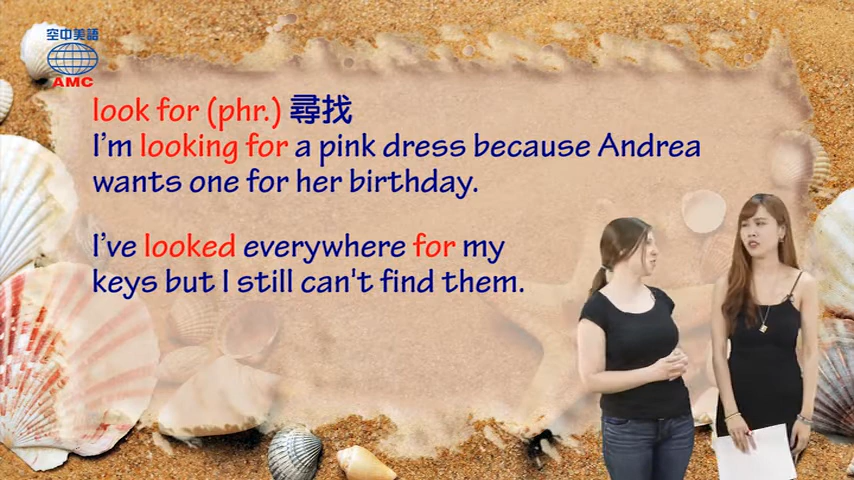 空中美語
AMC
look for (phr.) 尋找
I'm looking for a pink dress because Andrea
wants one for her birthday.
I've looked everywhere for my
keys but I still can't find them.